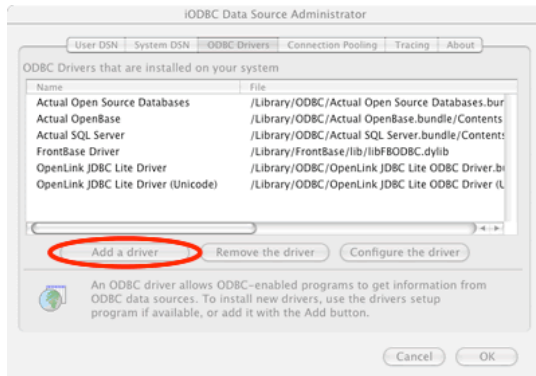 iODBC Data Source Administrator
User DSN System DSN ODBC Drivers Connection Pooling Tracing About
ODBC Drivers that are installed on your system
Name File
Actual Open Source Databases /Library/ODBC/Actual Open Source Databases.bur
Actual OpenBase /Library/ODBC/Actual OpenBase.bundle/Contents
Actual SQL Server /Library/ODBC/Actual SQL Server.bundle/Contents
FrontBase Driver /Library/FrontBase/lib/libFBODBC.dylib
OpenLink JDBC Lite Driver /Library/ODBC/OpenLink JDBC Lite ODBC Driver.bu
OpenLink JDBC Lite Driver (Unicode) /Library/ODBC/OpenLink JDBC Lite ODBC Driver (U
Add a driver Remove the driver Configure the driver
An ODBC driver allows ODBC-enabled programs to get information from
ODBC data sources. To install new drivers, use the drivers setup
program if available, or add it with the Add button.
Cancel OK